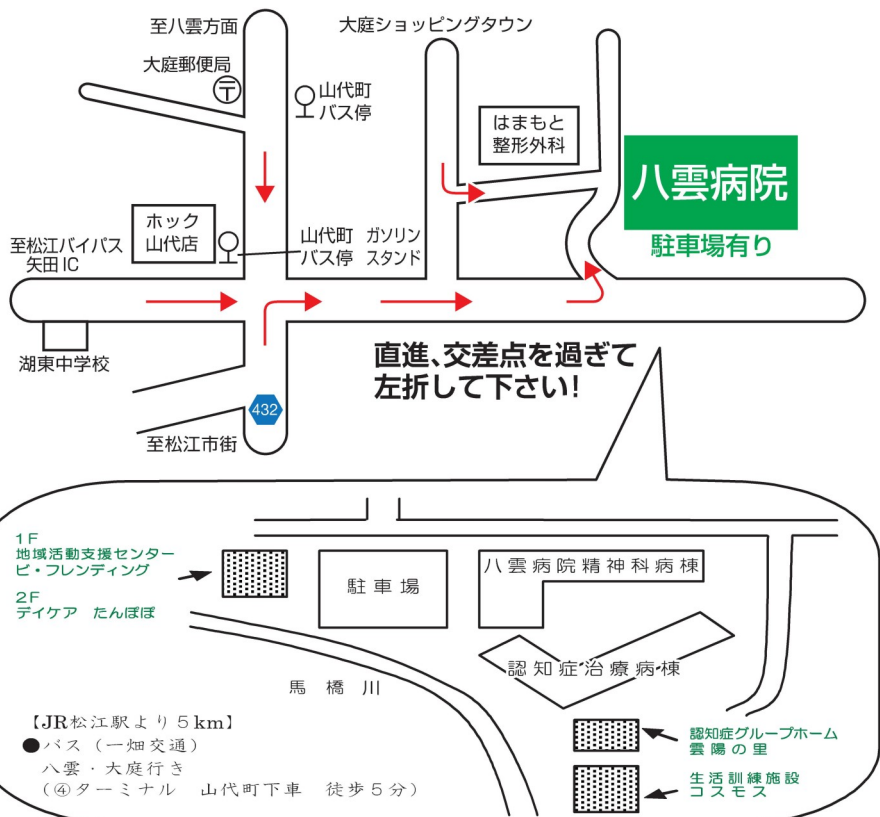 至八雲方面
大庭ショッピングタウン
大庭郵便局
山代町
バス停
はまもと
整形外科
八雲病院
駐車場有り
ホック
山代店
山代町
バス停
ガソリン
スタンド
至松江バイパス
矢田IC
湖東中学校
直進、交差点を過ぎて
左折して下さい!
432
至松江市街
1F
地域活動支援センター
ビ・フレンディング
2F
デイケア たんぽぽ
駐車場
八雲病院精神科病棟
認知症治療病棟
馬橋川
【JR松江駅より5km】
●バス(一畑交通)
八雲・大庭行き
(④ターミナル 山代町下車 徒歩5分)
認知症グループホーム
雲陽の里
生活訓練施設
コスモス